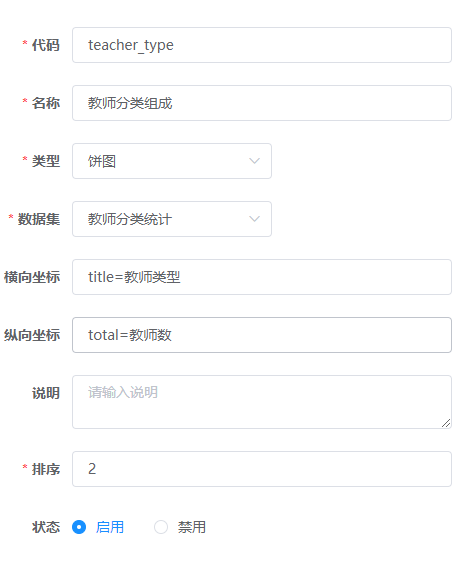 * 代码 teacher_type
* 名称 教师分类组成
* 类型 饼图
* 数据集 教师分类统计
横向坐标 title=教师类型
纵向坐标 total=教师数
说明 请输入说明
* 排序 2
状态 启用 禁用